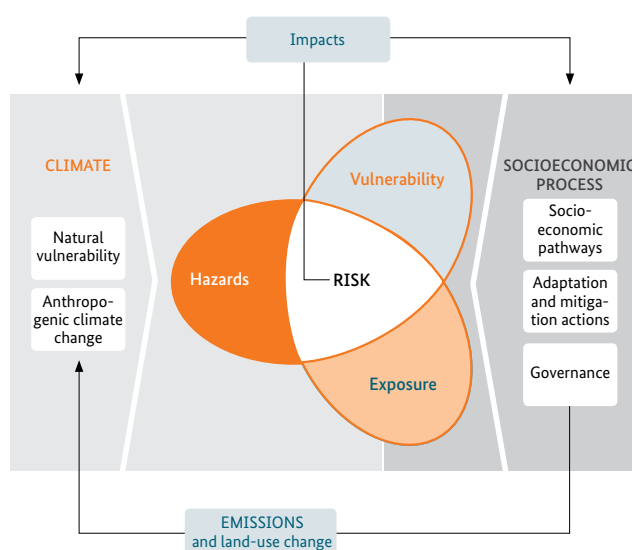 Impacts
CLIMATE
Natural
vulnerability
Anthropo-
genic climate
change
Hazards
Vulnerability
RISK
Exposure
SOCIOECONOMIC
PROCESS
Socio-
economic
pathways
Adaptation
and mitiga-
tion actions
Governance
EMISSIONS
and land-use change